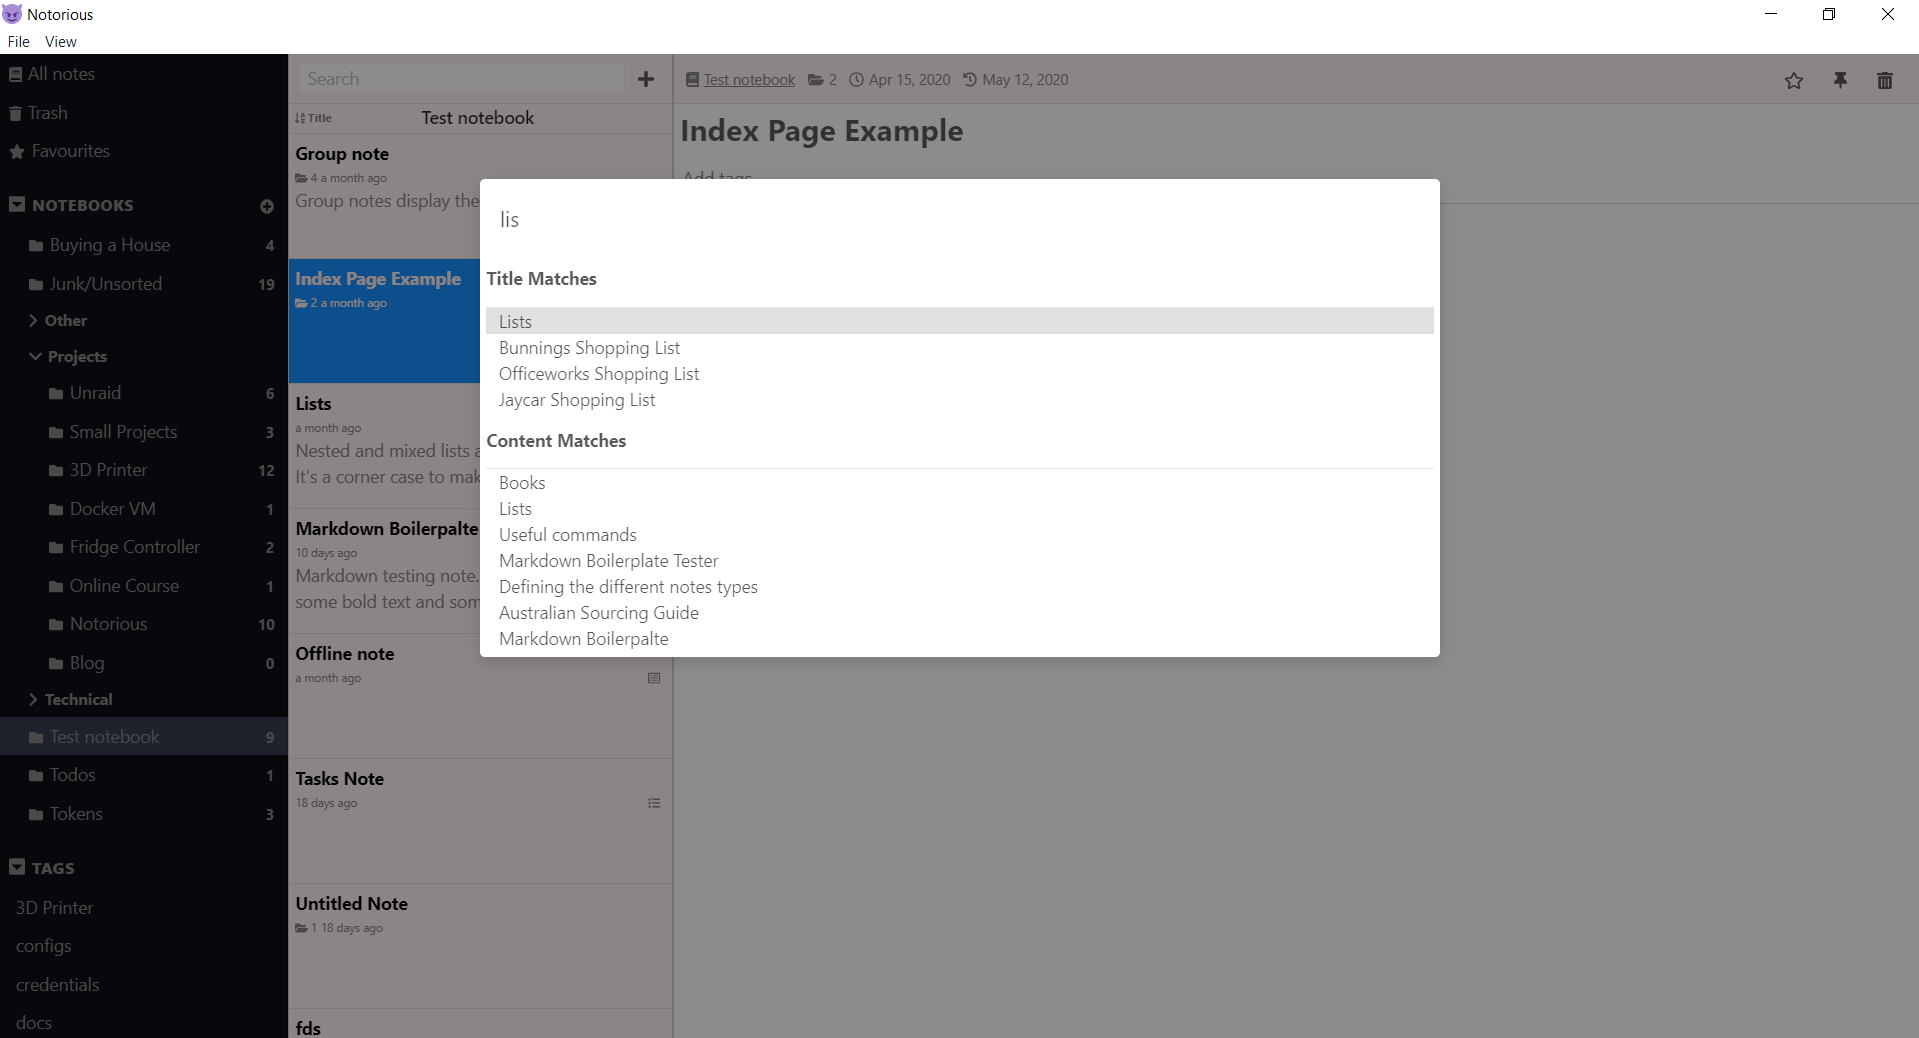 Notorious
File View
All notes
Trash
Favourites
NOTEBOOKS
Buying a House 4
Junk/Unsorted 19
Other
Projects
Unraid 6
Small Projects 3
3D Printer 12
Docker VM 1
Fridge Controller 2
Online Course 1
Notorious 10
Blog 0
Technical
Test notebook 9
Todos 1
Tokens 3
TAGS
3D Printer
configs
credentials
docs
Search
Title Test notebook
Group note
4 a month ago
Group notes display the
Index Page Example
2 a month ago
Lists
a month ago
Nested and mixed lists
It's a corner case to mak
Markdown Boilerpalte
10 days ago
Markdown testing note.
some bold text and som
Offline note
a month ago
Tasks Note
18 days ago
Untitled Note
1 18 days ago
fds
Test notebook 2 Apr 15, 2020 May 12, 2020
Index Page Example
Add tags
lis
Title Matches
Lists
Bunnings Shopping List
Officeworks Shopping List
Jaycar Shopping List
Content Matches
Books
Lists
Useful commands
Markdown Boilerplate Tester
Defining the different notes types
Australian Sourcing Guide
Markdown Boilerpalte